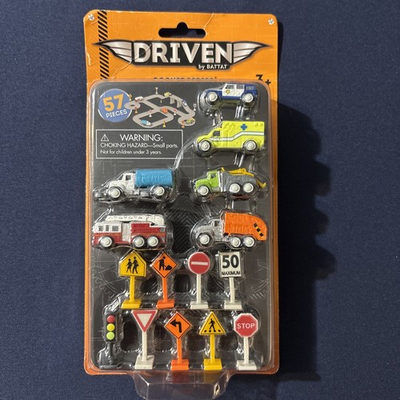 DRIVEN
by BATTAT
3+
57
PIECES
WARNING:
CHOKING HAZARD—Small parts.
Not for children under 3 years.
50
MAXIMUM
STOP